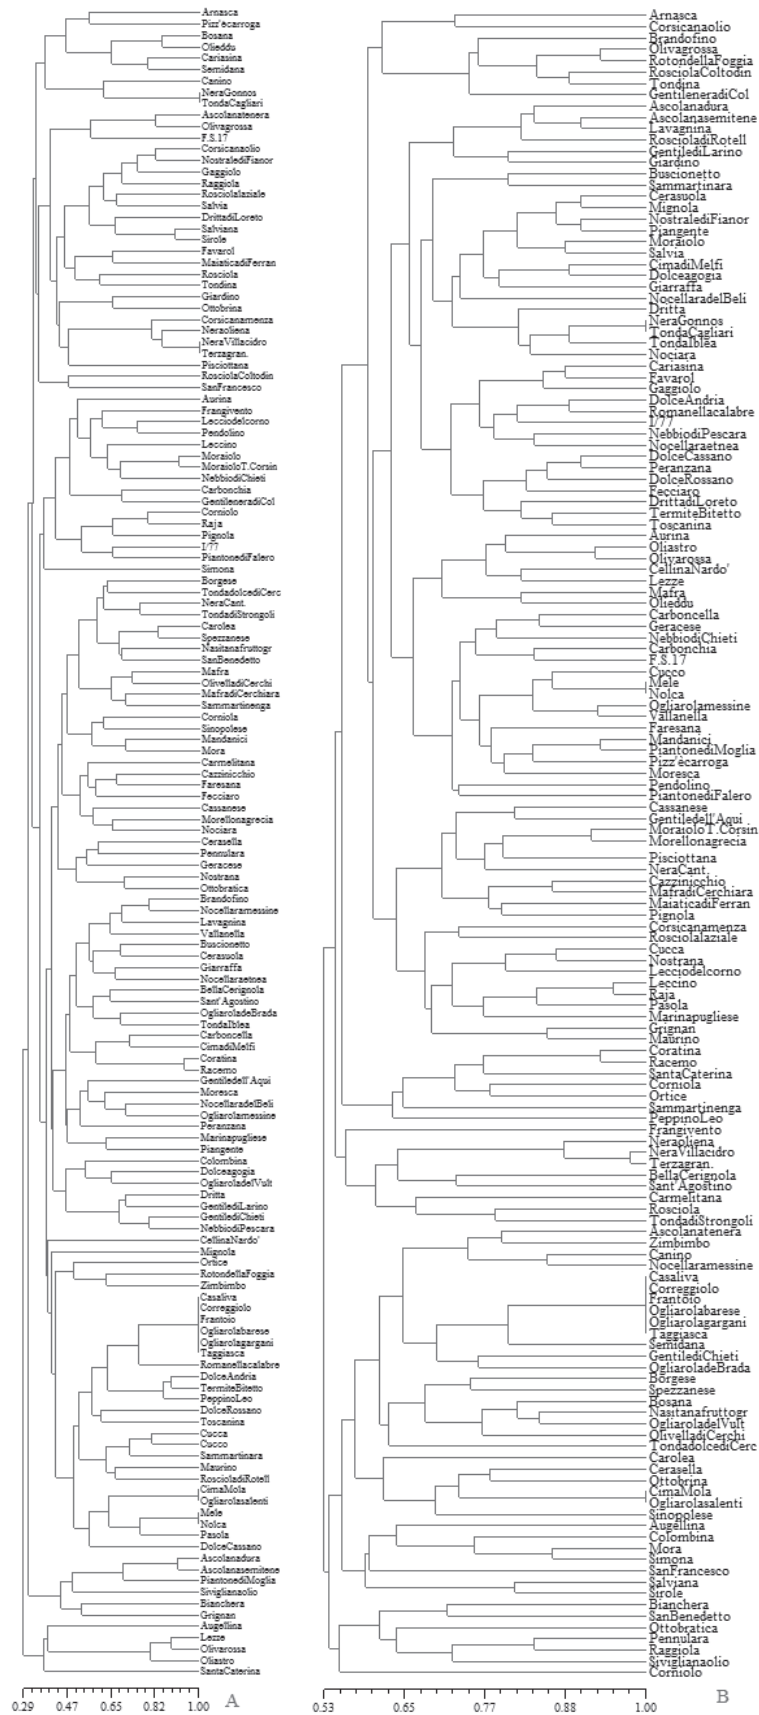 Arnasca
Pizz'ecarroga
Bosana
Olieddu
Cariasina
Semidana
Canino
NeraGonnos
TondaCagliari
Ascolanatenera
Olivagrossa
F.S.17
Corsicanaolio
NostralediFianor
Gaggiolo
Raggiola
Rosciolalaziale
Salvia
DrittadiLoreto
Salviana
Sirole
Favarol
MaiaticadiFerran
Rosciola
Tondina
Giardino
Ottobrina
Corsicanamenza
Neraoliena
NeraVillacidro
Terzagran.
Pisciottana
RosciolaColtodin
SanFrancesco
Aurina
Frangivento
Lecciodelcorno
Pendolino
Leccino
Moraiolo
MoraioloT.Corsin
NebbiodiChieti
Carbonchia
GentileneradiCol
Corniolo
Raja
Pignola
I/77
PiantonediFalero
Simona
Borgese
TondadolcediCerc
NeraCant.
TondadiStrongoli
Carolea
Spezzanese
Nasitanafruttogr
SanBenedetto
Mafra
OlivelladiCerchi
MafradiCerchiara
Sammartinenga
Corniola
Sinopolese
Mandanici
Mora
Carmelitana
Cazzinicchio
Faresana
Fecciaro
Cassanese
Morellonagrecia
Nociara
Cerasella
Pennulara
Geracese
Nostrana
Ottobratica
Brandofino
Nocellaramessine
Lavagnina
Vallanella
Buscionetto
Cerasuola
Giarraffa
Nocellaraetnea
BellaCerignola
Sant'Agostino
OgliaroladeBrada
TondaIblea
Carboncella
CimadiMelfi
Coratina
Racemo
Gentiledell'Aqui
Moresca
NocellaradelBeli
Ogliarolamessine
Peranzana
Marinapugliese
Piangente
Colombina
Dolceagogia
OgliaroladelVult
Dritta
GentilediLarino
GentilediChieti
NebbiodiPescara
CellinaNardo'
Mignola
Ortice
RotondellaFoggia
Zimbimbo
Casaliva
Correggiolo
Frantoio
Ogliarolabarese
Ogliarolagargani
Taggiasca
Romanellacalabre
DolceAndria
TermiteBitetto
PeppinoLeo
DolceRossano
Toscanina
Cucca
Cucco
Sammartinara
Maurino
RoscioladiRotell
CimaMola
Ogliarolasalenti
Mele
Nolca
Pasola
DolceCassano
Ascolanadura
Ascolanasemitene
PiantonediMoglia
Siviglianaolio
Bianchera
Grignan
Augellina
Lezze
Olivarossa
Oliastro
SantaCaterina
0.29 0.47 0.65 0.82 1.00
A
Arnasca
Corsicanaolio
Brandofino
Olivagrossa
RotondellaFoggia
RosciolaColtodin
Tondina
GentileneradiCol
Ascolanadura
Ascolanasemitene
Lavagnina
RoscioladiRotell
GentilediLarino
Giardino
Buscionetto
Sammartinara
Cerasuola
Mignola
NostralediFianor
Piangente
Moraiolo
Salvia
CimadiMelfi
Dolceagogia
Giarraffa
NocellaradelBeli
Dritta
NeraGonnos
TondaCagliari
TondaIblea
Nociara
Cariasina
Favarol
Gaggiolo
DolceAndria
Romanellacalabre
I/77
NebbiodiPescara
Nocellaraetnea
DolceCassano
Peranzana
DolceRossano
Fecciaro
DrittadiLoreto
TermiteBitetto
Toscanina
Aurina
Oliastro
Olivarossa
CellinaNardo'
Lezze
Mafra
Olieddu
Carboncella
Geracese
NebbiodiChieti
Carbonchia
F.S.17
Cucco
Mele
Nolca
Ogliarolamessine
Vallanella
Faresana
Mandanici
PiantonediMoglia
Pizz'ecarroga
Moresca
Pendolino
PiantonediFalero
Cassanese
Gentiledell'Aqui
MoraioloT.Corsin
Morellonagrecia
Pisciottana
NeraCant.
Cazzinicchio
MafradiCerchiara
MaiaticadiFerran
Pignola
Corsicanamenza
Rosciolalaziale
Cucca
Nostrana
Lecciodelcorno
Leccino
Raja
Pasola
Marinapugliese
Grignan
Maurino
Coratina
Racemo
SantaCaterina
Corniola
Ortice
Sammartinenga
PeppinoLeo
Frangivento
Neraoliena
NeraVillacidro
Terzagran.
BellaCerignola
Sant'Agostino
Carmelitana
Rosciola
TondadiStrongoli
Ascolanatenera
Zimbimbo
Canino
Nocellaramessine
Casaliva
Correggiolo
Frantoio
Ogliarolabarese
Ogliarolagargani
Taggiasca
Semidana
GentilediChieti
OgliaroladeBrada
Borgese
Spezzanese
Bosana
Nasitanafruttogr
OgliaroladelVult
OlivelladiCerchi
TondadolcediCerc
Carolea
Cerasella
Ottobrina
CimaMola
Ogliarolasalenti
Sinopolese
Augellina
Colombina
Mora
Simona
SanFrancesco
Salviana
Sirole
Bianchera
SanBenedetto
Ottobratica
Pennulara
Raggiola
Siviglianaolio
Corniolo
0.53 0.65 0.77 0.88 1.00
B